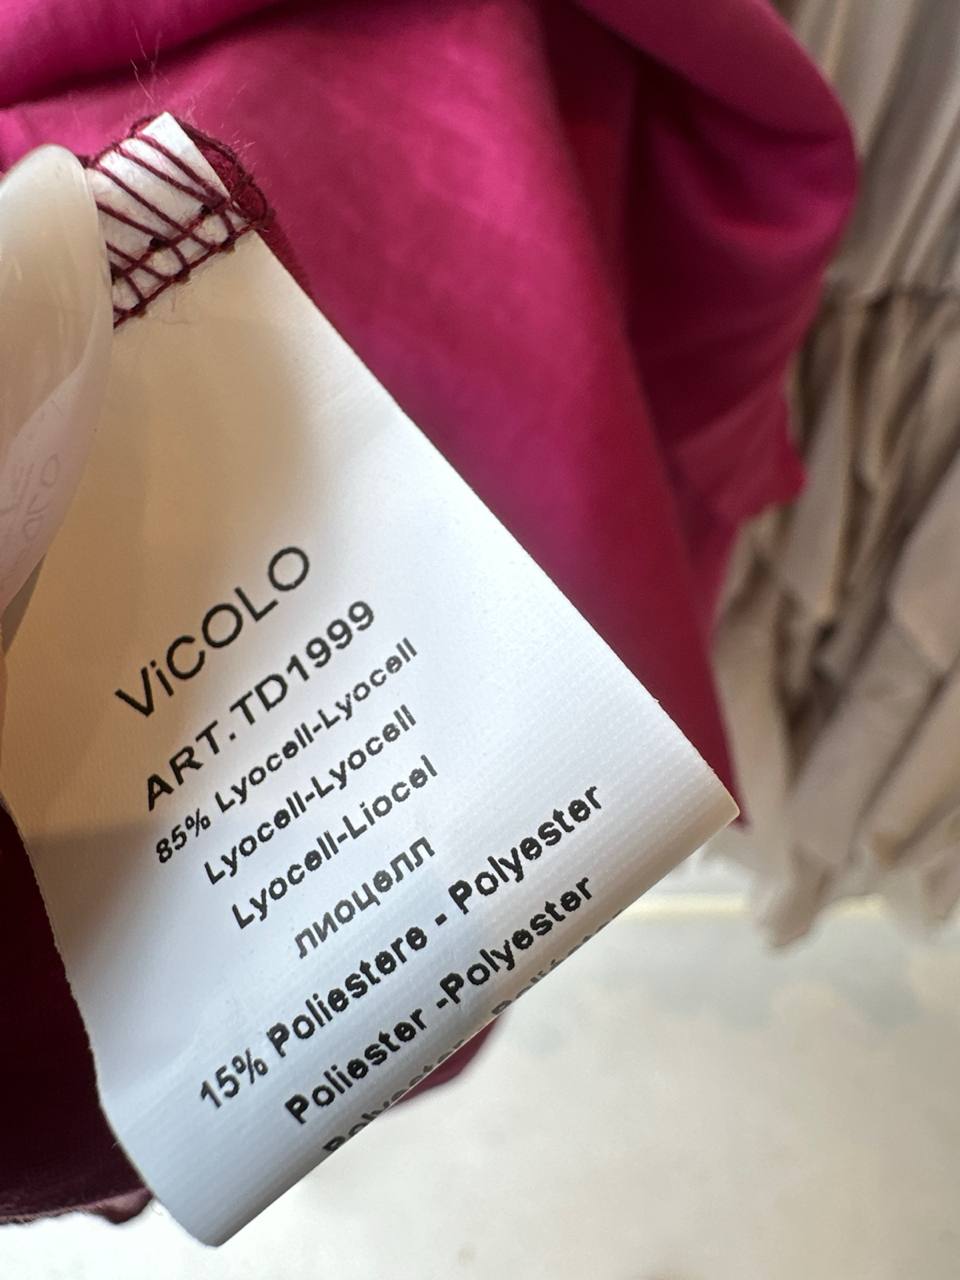 ViCOLO
ART.TD1999
85% Lyocell-Lyocell
Lyocell-Lyocell
Lyocell-Liocel
лиоцелл
15% Poliestere - Polyester
Poliester -Polyester